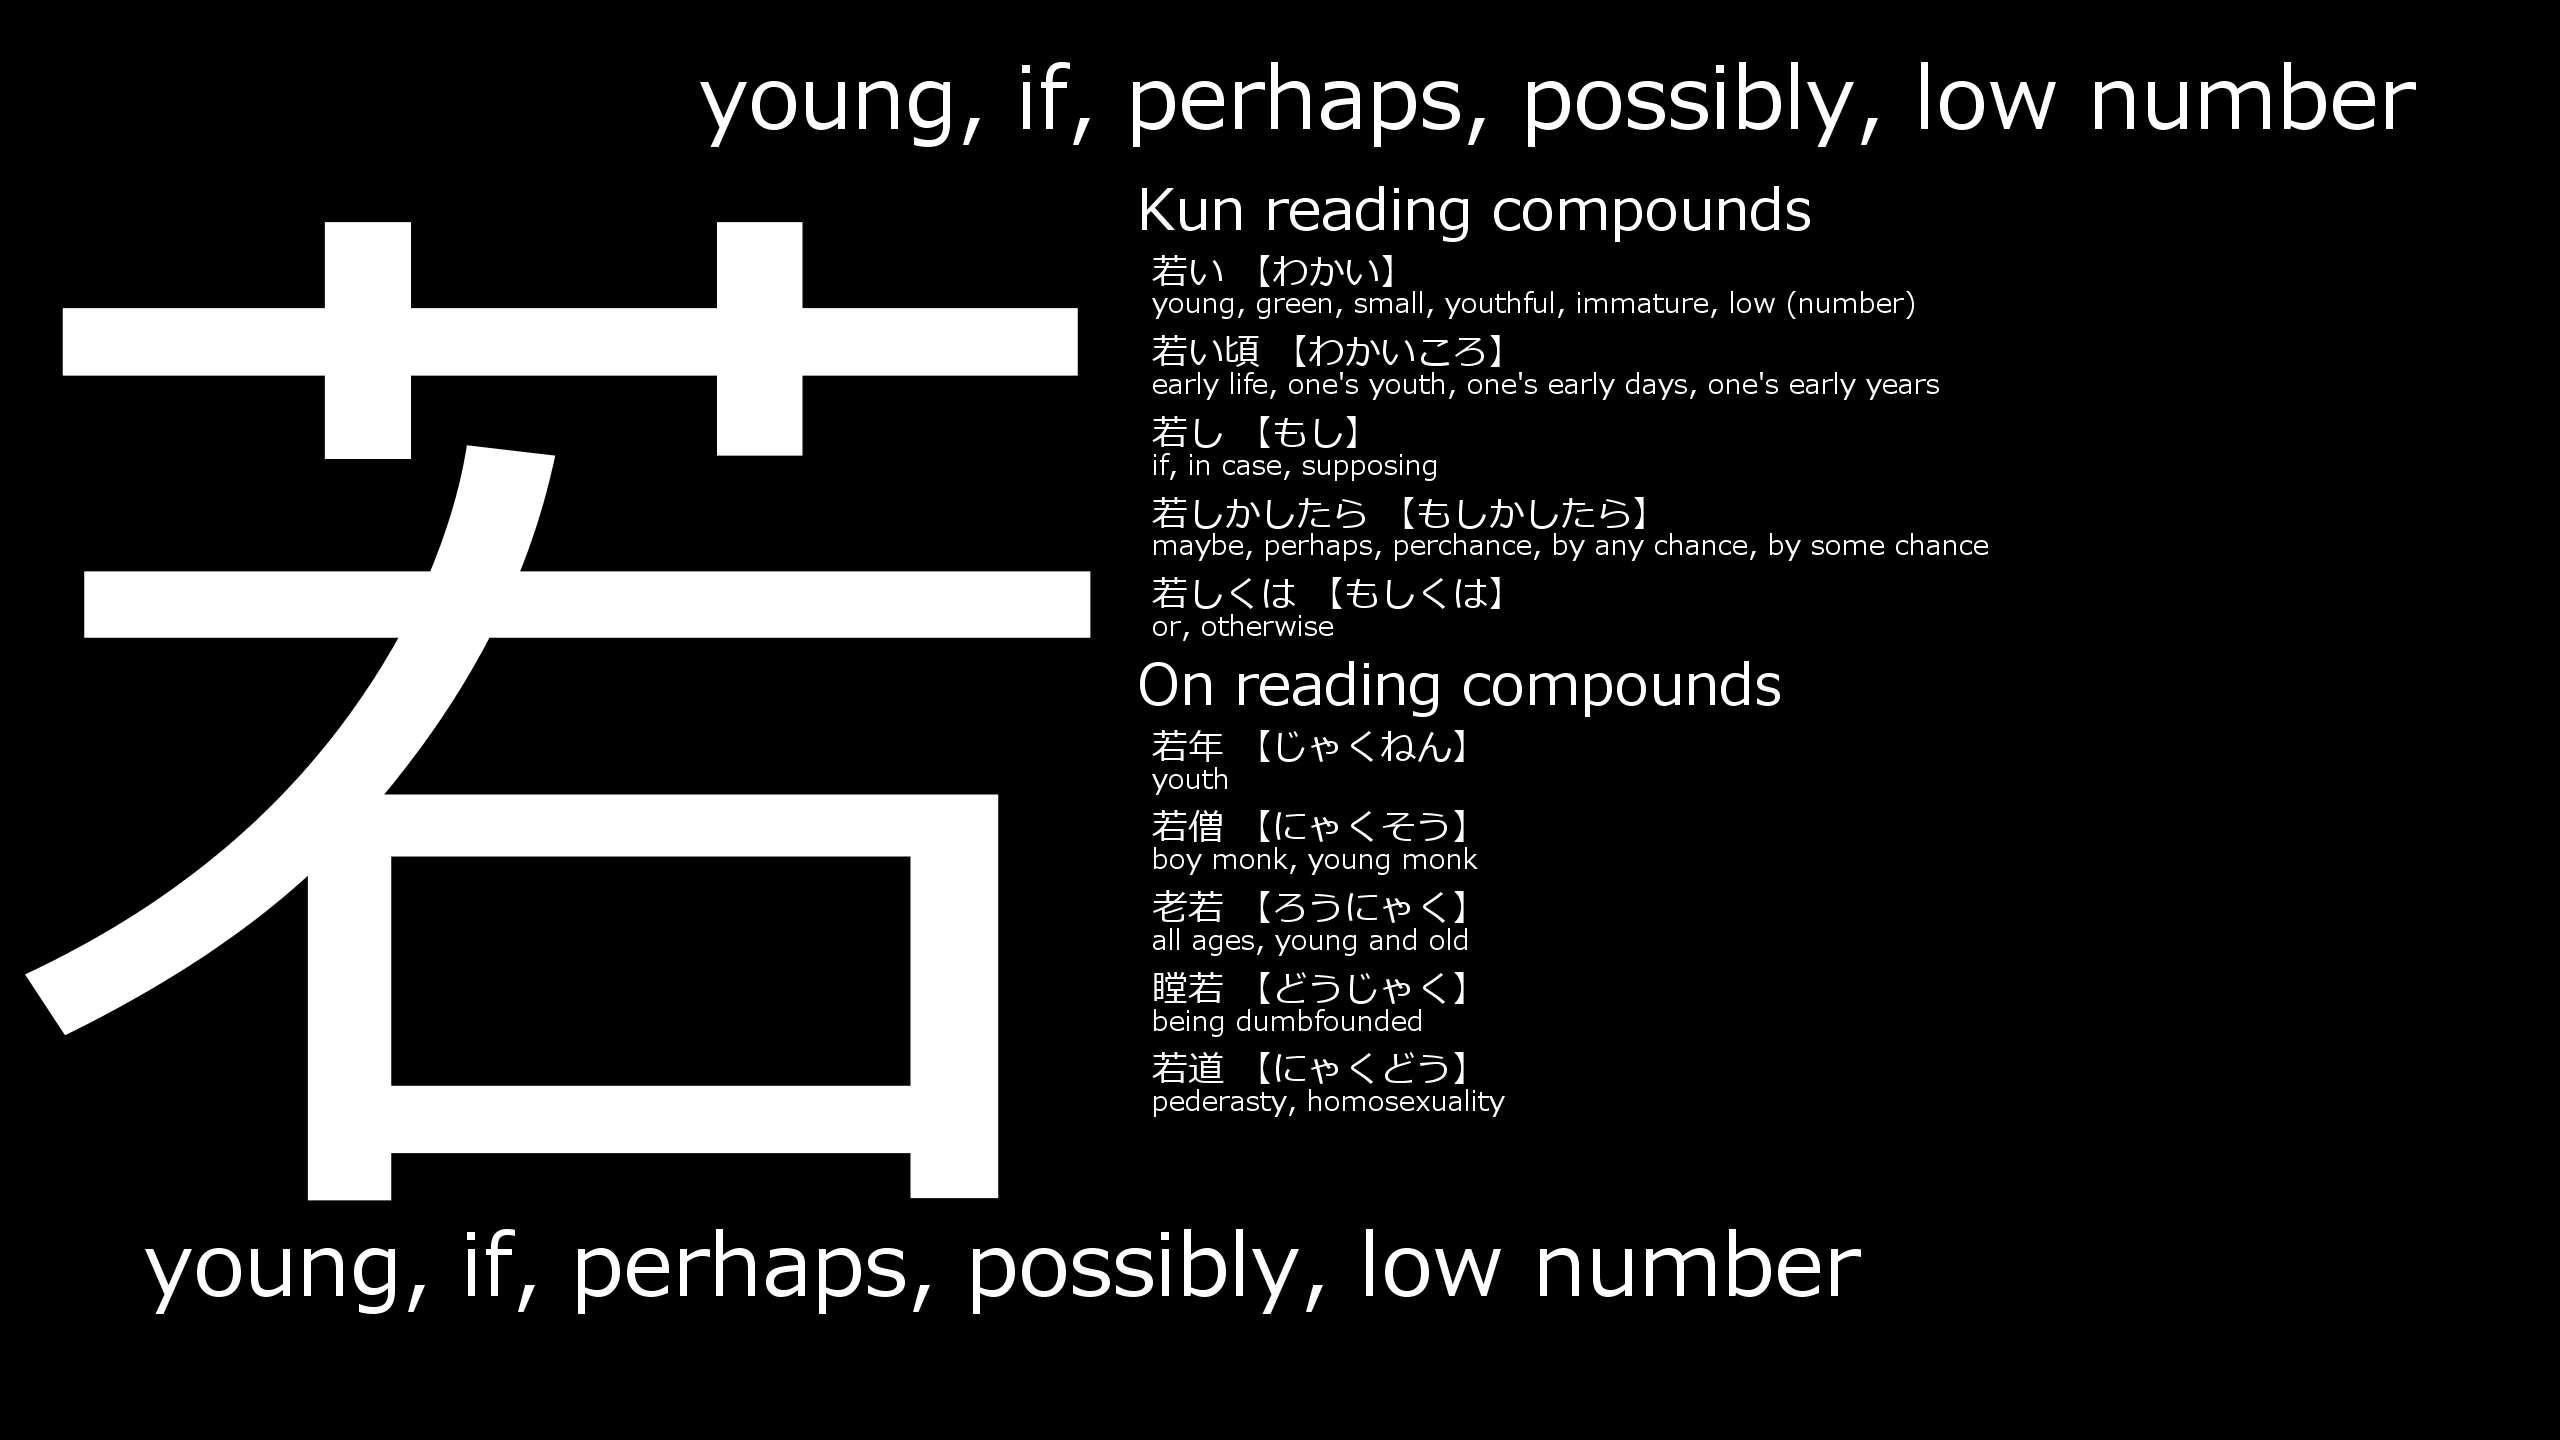 young, if, perhaps, possibly, low number
若
Kun reading compounds
若い 【わかい】
young, green, small, youthful, immature, low (number)
若い頃 【わかいころ】
early life, one's youth, one's early days, one's early years
若し 【もし】
if, in case, supposing
若しかしたら 【もしかしたら】
maybe, perhaps, perchance, by any chance, by some chance
若しくは 【もしくは】
or, otherwise
On reading compounds
若年 【じゃくねん】
youth
若僧 【にゃくそう】
boy monk, young monk
老若 【ろうにゃく】
all ages, young and old
瞠若 【どうじゃく】
being dumbfounded
若道 【にゃくどう】
pederasty, homosexuality
young, if, perhaps, possibly, low number